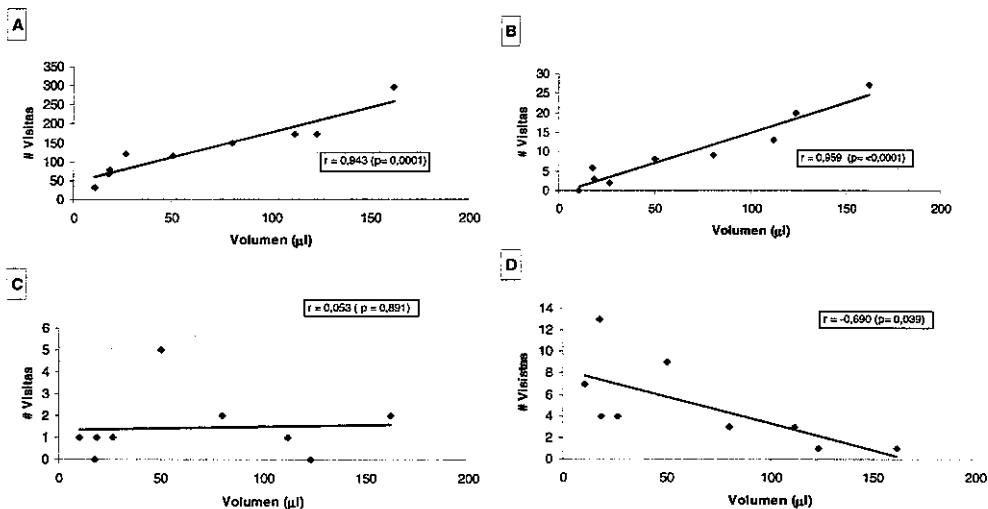 A
350
300
250
200
150
100
50
0
# Visitas
r = 0,943 (p= 0,0001)
0 50 100 150 200
Volumen (µl)
B
30
25
20
15
10
5
0
# Visitas
r = 0,959 (p= <0,0001)
0 50 100 150 200
Volumen (µl)
C
r = 0,053 ( p = 0,891)
6
5
4
3
2
1
0
# Visitas
0 50 100 150 200
Volumen (µl)
D
r = -0,690 (p= 0,039)
14
12
10
8
6
4
2
0
# Visistas
0 50 100 150 200
Volumen (µl)